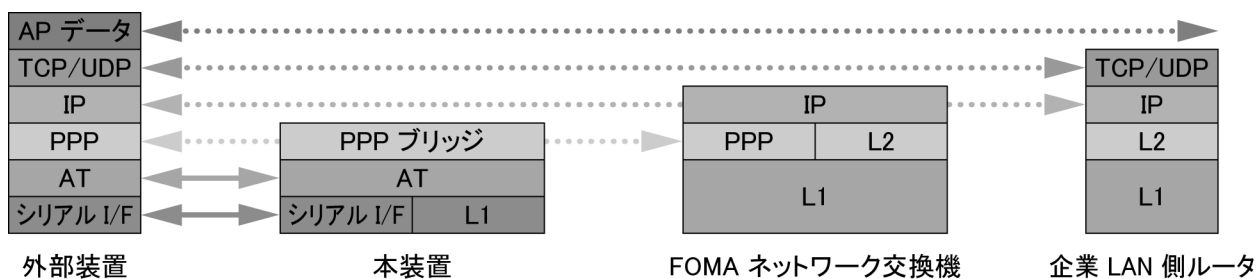 AP データ
TCP/UDP TCP/UDP
IP IP IP
PPP PPP ブリッジ PPP L2 L2
AT AT L1 L1
シリアル I/F シリアル I/F L1
外部装置 本装置 FOMA ネットワーク交換機 企業 LAN 側ルータ